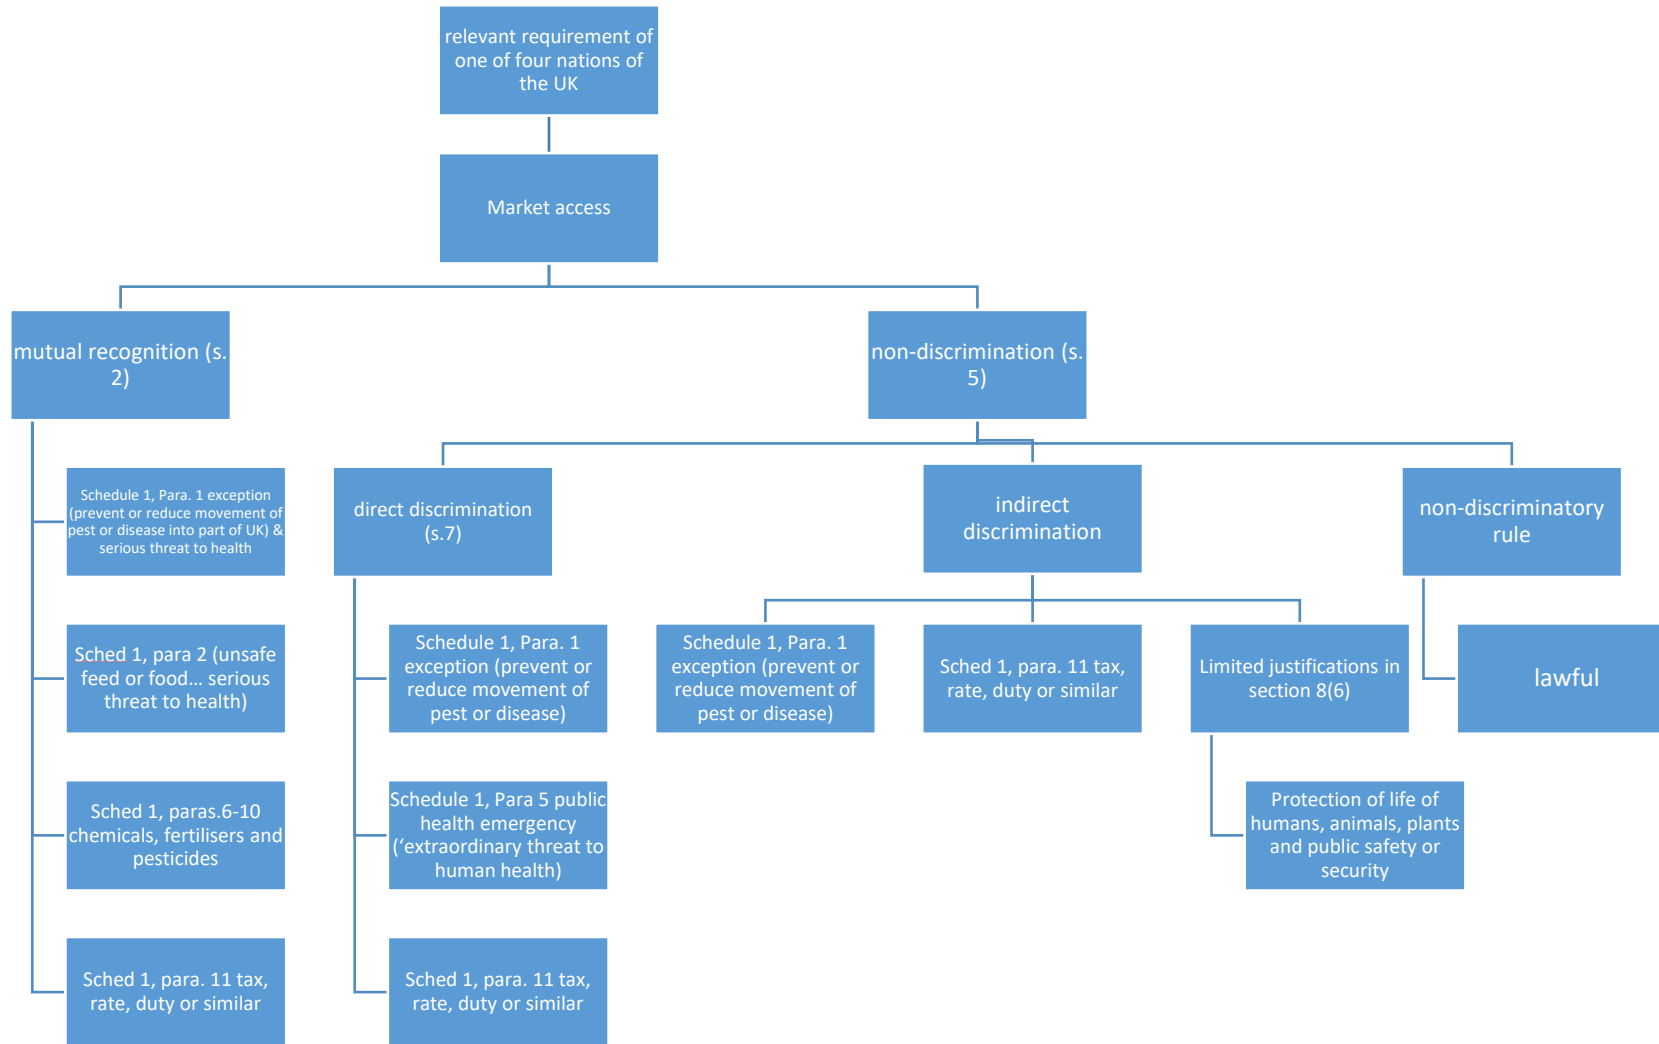 relevant requirement of
one of four nations of
the UK
Market access
mutual recognition (s.
2)
non-discrimination (s.
5)
Schedule 1, Para. 1 exception
(prevent or reduce movement of
pest or disease into part of UK) &
serious threat to health
direct discrimination
(s.7)
indirect
discrimination
non-discriminatory
rule
Sched 1, para 2 (unsafe
feed or food... serious
threat to health)
Schedule 1, Para. 1
exception (prevent or
reduce movement of
pest or disease)
Schedule 1, Para. 1
exception (prevent or
reduce movement of
pest or disease)
Sched 1, para. 11 tax,
rate, duty or similar
Limited justifications in
section 8(6)
lawful
Sched 1, paras.6-10
chemicals, fertilisers and
pesticides
Schedule 1, Para 5 public
health emergency
(‘extraordinary threat to
human health)
Protection of life of
humans, animals, plants
and public safety or
security
Sched 1, para. 11 tax,
rate, duty or similar
Sched 1, para. 11 tax,
rate, duty or similar